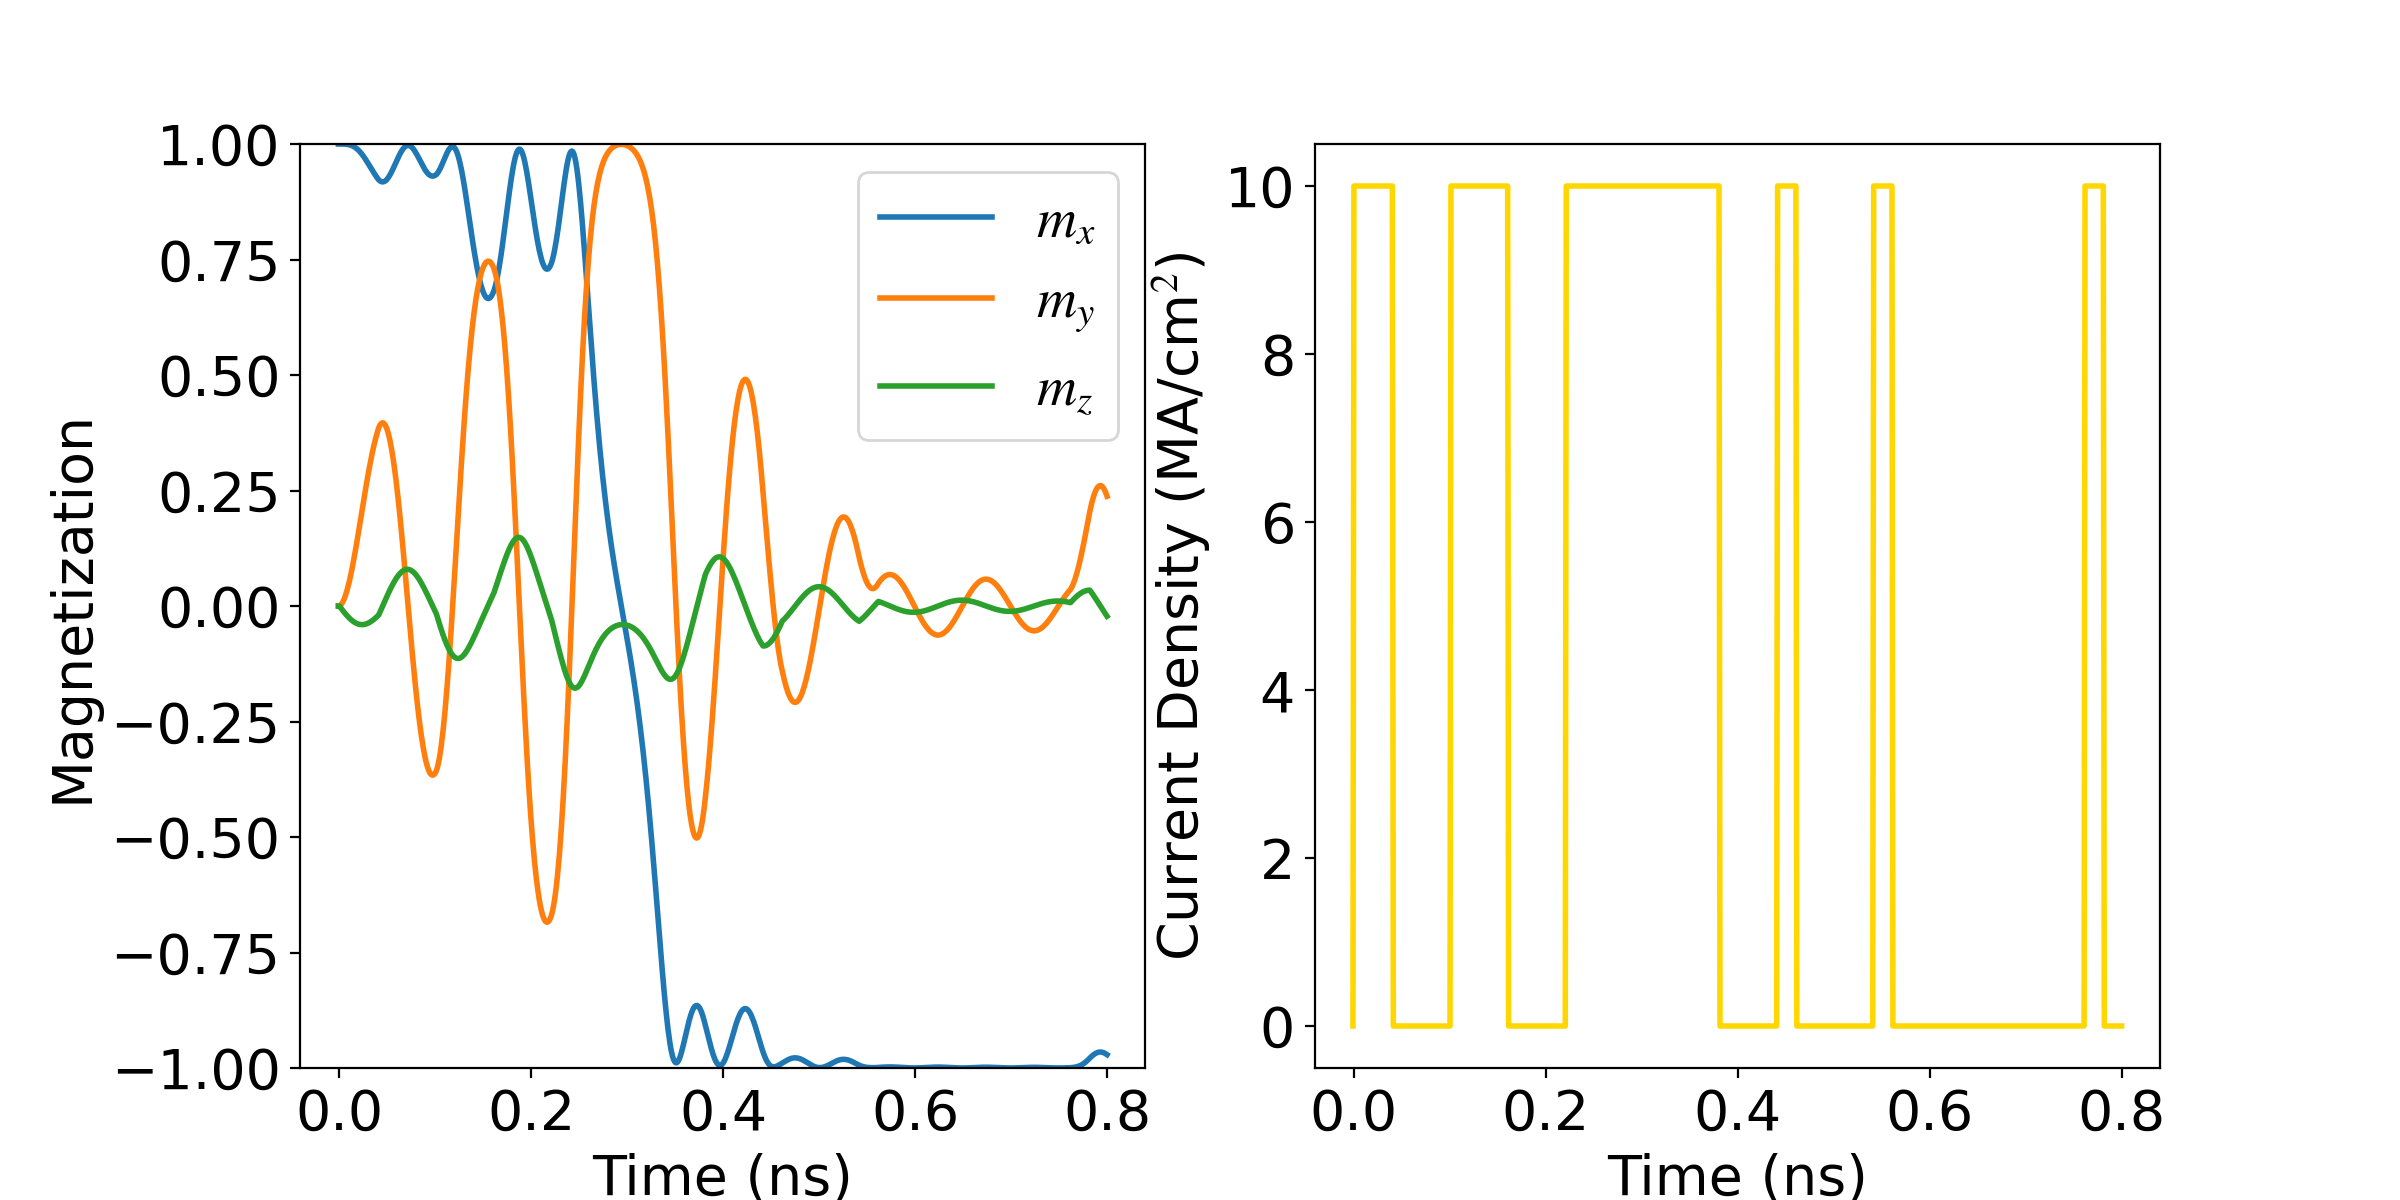 Magnetization
1.00
0.75
0.50
0.25
0.00
−0.25
−0.50
−0.75
−1.00
0.0 0.2 0.4 0.6 0.8
Time (ns)
m_x
m_y
m_z
Current Density (MA/cm²)
10
8
6
4
2
0
0.0 0.2 0.4 0.6 0.8
Time (ns)